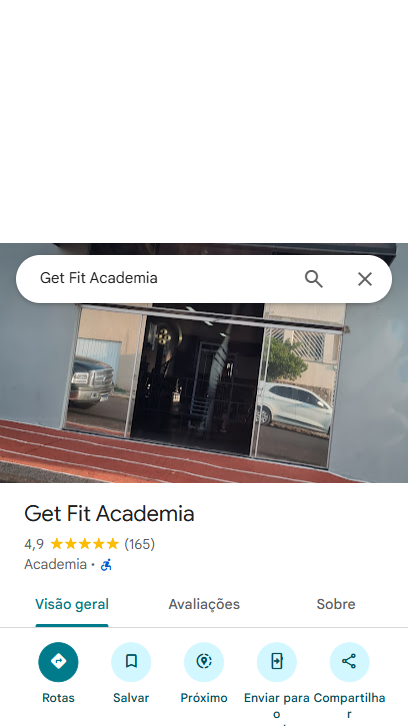 Get Fit Academia
Get Fit Academia
4,9 (165)
Academia ·
Visão geral Avaliações Sobre
Rotas Salvar Próximo Enviar para o Compartilhar